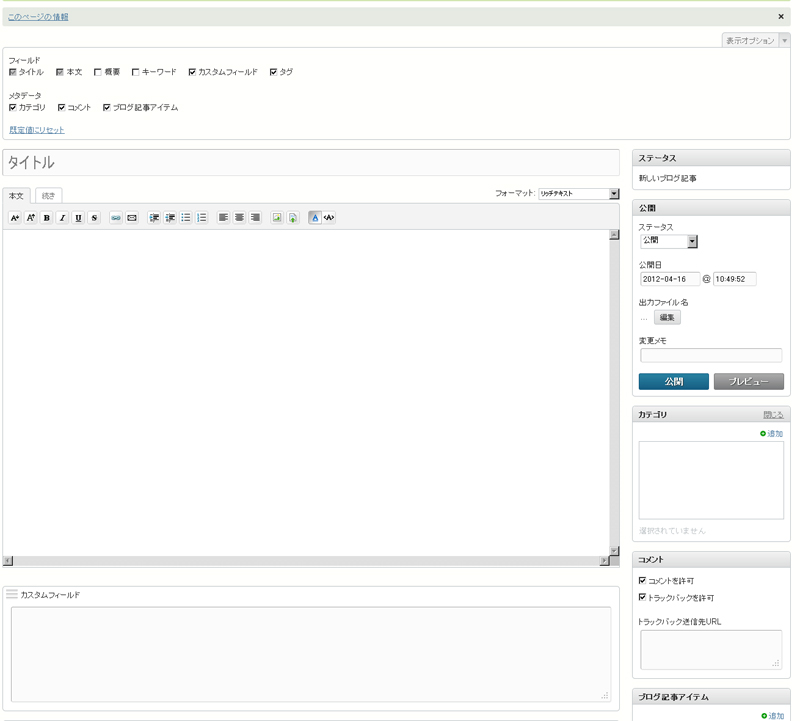 このページの情報
表示オプション
フィールド
タイトル 本文 概要 キーワード カスタムフィールド タグ
メタデータ
カテゴリ コメント ブログ記事アイテム
既定値にリセット
タイトル
本文 続き フォーマット: リッチテキスト
カスタムフィールド
ステータス
新しいブログ記事
公開
ステータス
公開
公開日
2012-04-16 @ 10:49:52
出力ファイル名
... 編集
変更メモ
公開 プレビュー
カテゴリ 閉じる
追加
選択されていません
コメント
コメントを許可
トラックバックを許可
トラックバック送信先URL
ブログ記事アイテム
追加